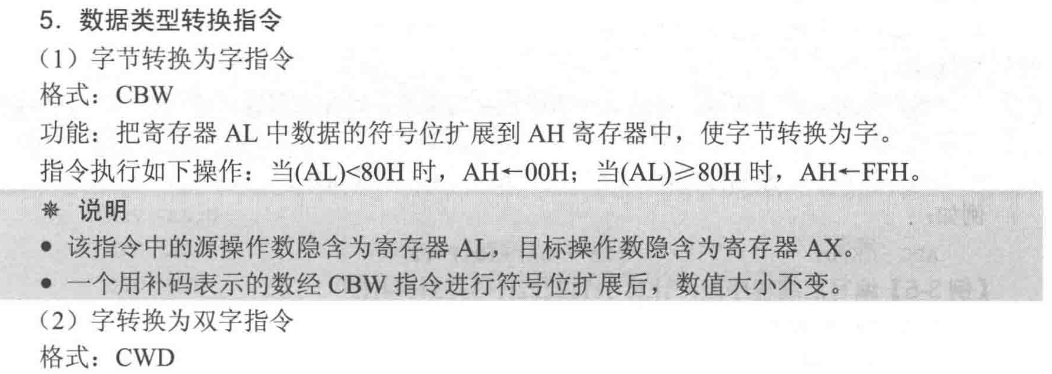 5．数据类型转换指令
（1）字节转换为字指令
格式：CBW
功能：把寄存器 AL 中数据的符号位扩展到 AH 寄存器中，使字节转换为字。
指令执行如下操作：当(AL)<80H 时，AH←00H；当(AL)≥80H 时，AH←FFH。
※ 说明
● 该指令中的源操作数隐含为寄存器 AL，目标操作数隐含为寄存器 AX。
● 一个用补码表示的数经 CBW 指令进行符号位扩展后，数值大小不变。
（2）字转换为双字指令
格式：CWD